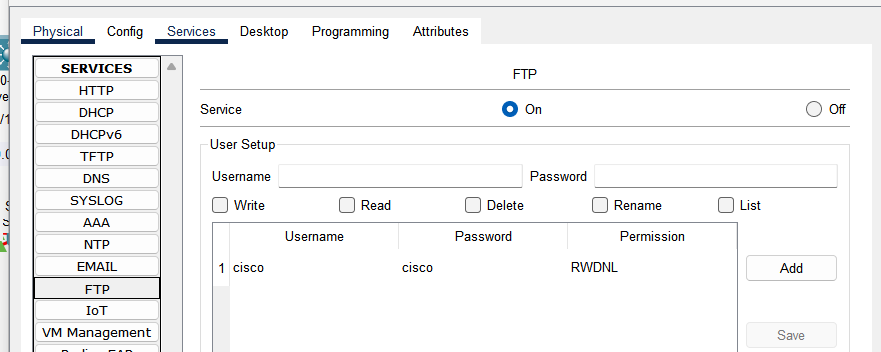 Physical Config Services Desktop Programming Attributes
SERVICES
HTTP
DHCP
DHCPv6
TFTP
DNS
SYSLOG
AAA
NTP
EMAIL
FTP
IoT
VM Management
FTP
Service On Off
User Setup
Username Password
Write Read Delete Rename List
Username Password Permission
1 cisco cisco RWDNL
Add
Save